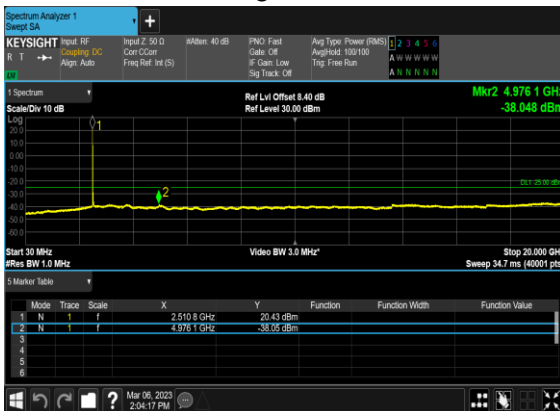 Spectrum Analyzer 1
Swept SA
KEYSIGHT Input: RF Input Z: 50 Ω #Atten: 40 dB PNO: Fast Avg Type: Power (RMS) 1 2 3 4 5 6
R T Coupling: DC Corr CCorr Gate: Off Avg|Hold: 100/100 A W W W W W
Align: Auto Freq Ref: Int (S) IF Gain: Low Trig: Free Run
LV Sig Track: Off A N N N N N
1 Spectrum Ref Lvl Offset 8.40 dB Mkr2 4.976 1 GHz
Scale/Div 10 dB Ref Level 30.00 dBm -38.048 dBm
Log
20.0
1
10.0
0.00
-10.0
-20.0
DL1 -25.00 dBm
-30.0
2
-40.0
-50.0
-60.0
Start 30 MHz Video BW 3.0 MHz* Stop 20.000 GHz
#Res BW 1.0 MHz Sweep 34.7 ms (40001 pts)
5 Marker Table
Mode Trace Scale X Y Function Function Width Function Value
1 N 1 f 2.510 8 GHz 20.43 dBm
2 N 1 f 4.976 1 GHz -38.05 dBm
3
4
5
6
? Mar 06, 2023
2:04:17 PM